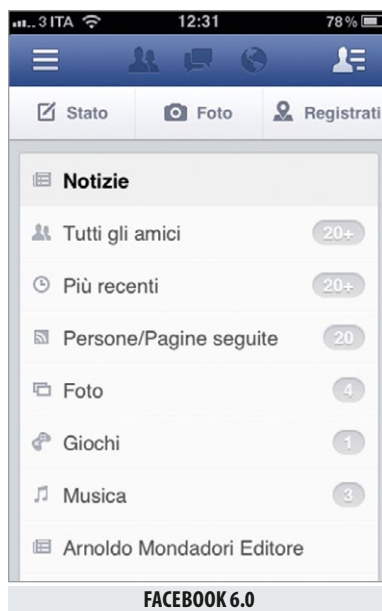 3 ITA 12:31 78%
Stato Foto Registrati
Notizie
Tutti gli amici 20+
Più recenti 20+
Persone/Pagine seguite 20
Foto 4
Giochi 1
Musica 3
Arnoldo Mondadori Editore
FACEBOOK 6.0